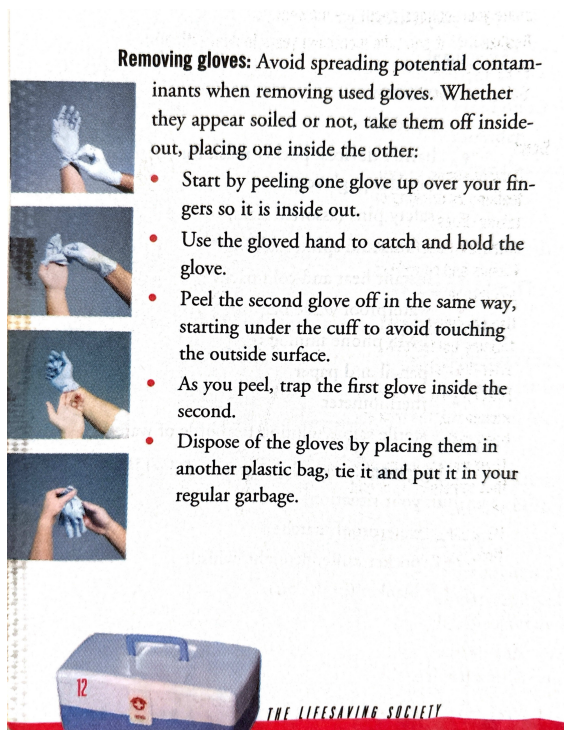 Removing gloves: Avoid spreading potential contam-
inants when removing used gloves. Whether
they appear soiled or not, take them off inside-
out, placing one inside the other:
• Start by peeling one glove up over your fin-
gers so it is inside out.
• Use the gloved hand to catch and hold the
glove.
• Peel the second glove off in the same way,
starting under the cuff to avoid touching
the outside surface.
• As you peel, trap the first glove inside the
second.
• Dispose of the gloves by placing them in
another plastic bag, tie it and put it in your
regular garbage.
12
THE LIFESAVING SOCIETY